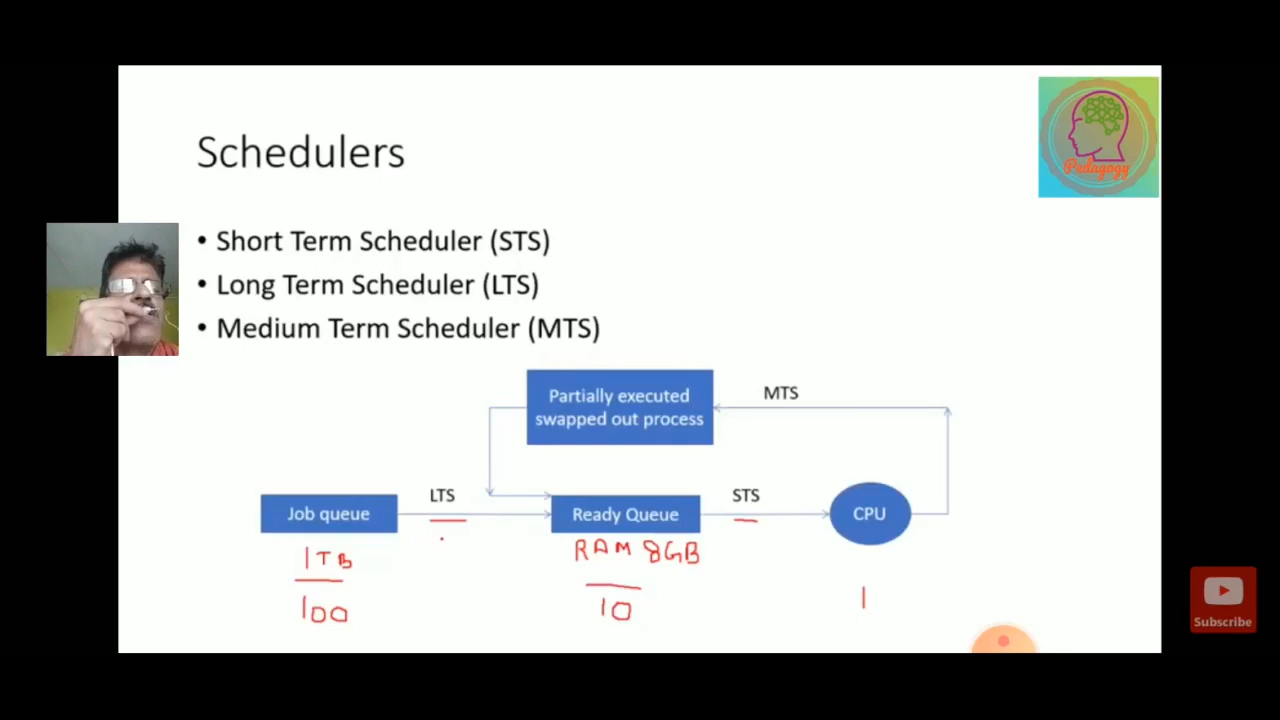 Pedagogy
Schedulers
• Short Term Scheduler (STS)
• Long Term Scheduler (LTS)
• Medium Term Scheduler (MTS)
Partially executed
swapped out process
MTS
LTS
STS
Job queue
Ready Queue
CPU
1TB
RAM 8GB
100
10
1
Subscribe